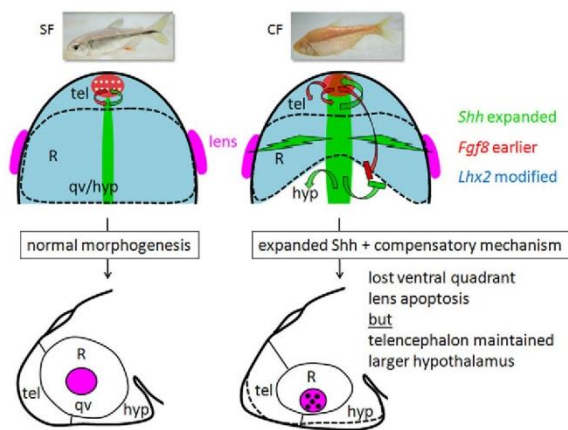 SF
CF
tel
R
qv/hyp
lens
tel
R
hyp
Shh expanded
Fgf8 earlier
Lhx2 modified
normal morphogenesis
expanded Shh + compensatory mechanism
lost ventral quadrant
lens apoptosis
but
telencephalon maintained
larger hypothalamus
R
tel
qv
hyp
R
tel
hyp